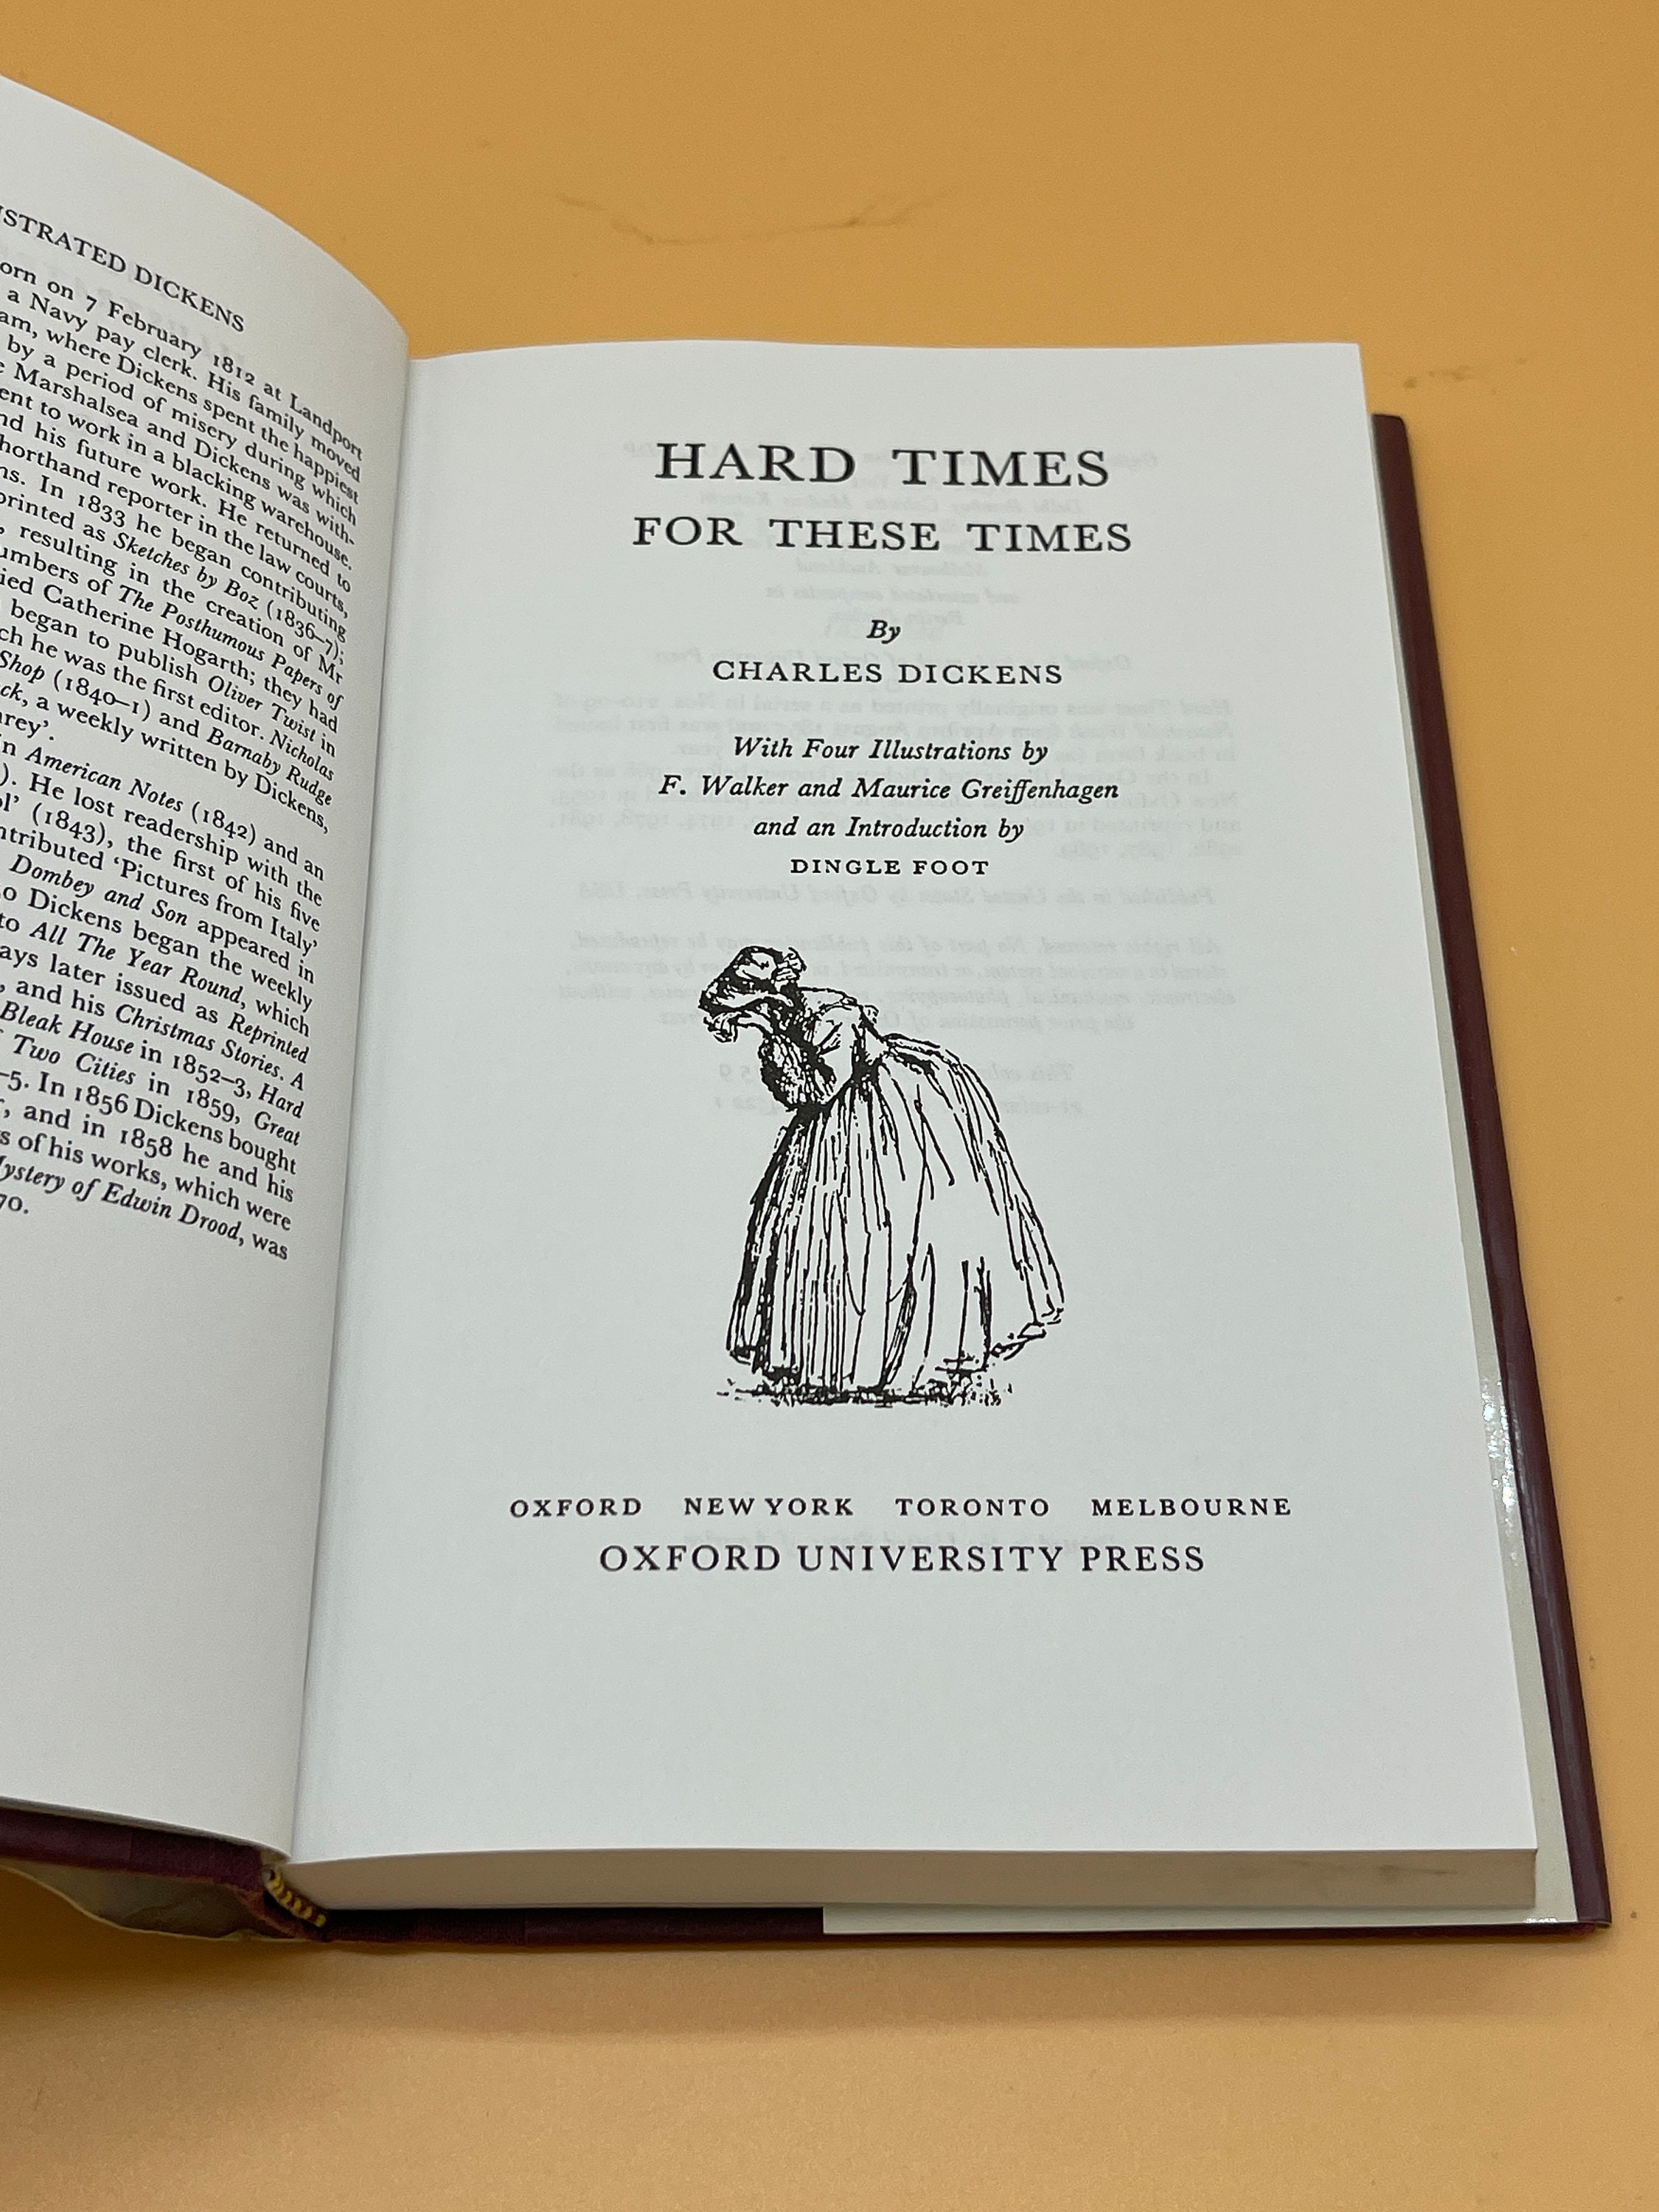 STRATED DICKENS
orn on 7 February 1812 at Landport
a Navy pay clerk. His family moved
am, where Dickens spent the happiest
by a period of misery during which
Marshalsea and Dickens was with-
ent to work in a blacking warehouse.
nd his future work. He returned to
horthand reporter in the law courts,
ns. In 1833 he began contributing
printed as Sketches by Boz (1836–7);
, resulting in the creation of Mr
umbers of The Posthumous Papers of
ied Catherine Hogarth; they had
began to publish Oliver Twist in
ch he was the first editor. Nicholas
Shop (1840–1) and Barnaby Rudge
ck, a weekly written by Dickens,
rey'.
n American Notes (1842) and an
). He lost readership with the
ol' (1843), the first of his five
ntributed 'Pictures from Italy'
Dombey and Son appeared in
o Dickens began the weekly
to All The Year Round, which
ays later issued as Reprinted
, and his Christmas Stories. A
Bleak House in 1852–3, Hard
Two Cities in 1859, Great
–5. In 1856 Dickens bought
, and in 1858 he and his
s of his works, which were
Mystery of Edwin Drood, was
70.
HARD TIMES
FOR THESE TIMES
By
CHARLES DICKENS
With Four Illustrations by
F. Walker and Maurice Greiffenhagen
and an Introduction by
DINGLE FOOT
OXFORD NEW YORK TORONTO MELBOURNE
OXFORD UNIVERSITY PRESS